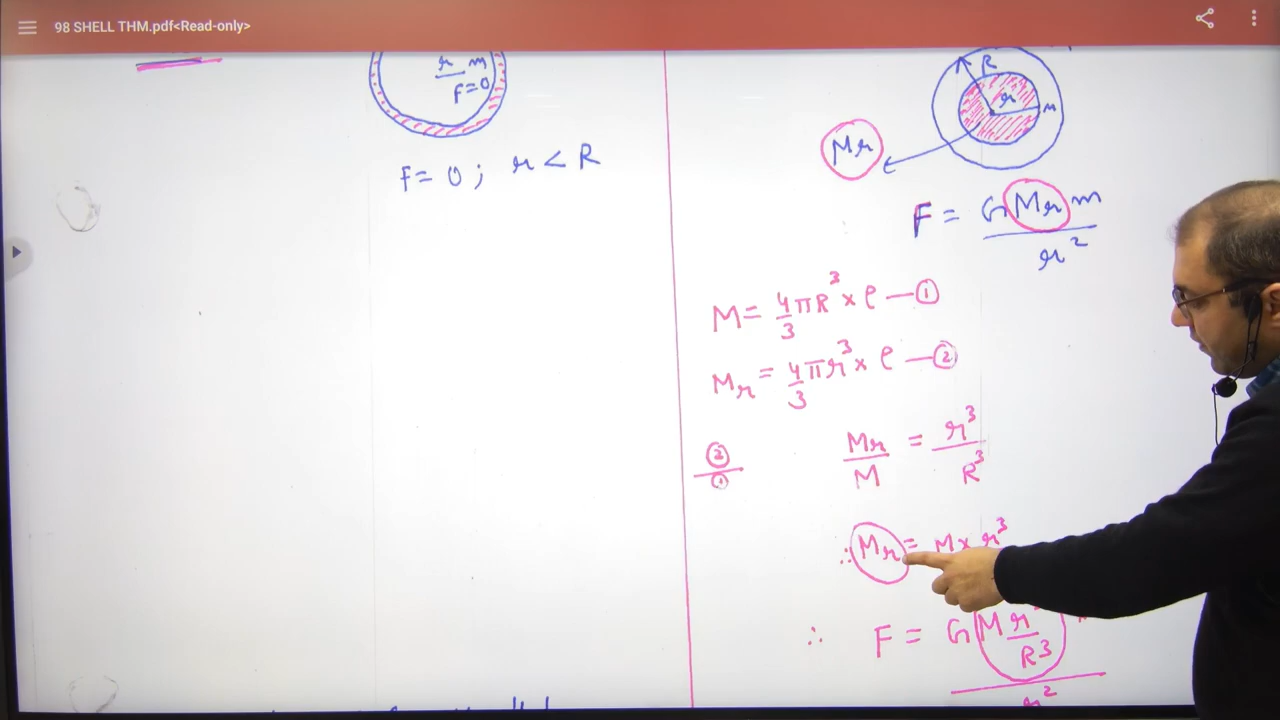 98 SHELL THM.pdf<Read-only>
r m
F=0
F= 0 ; r < R
R
r
m
Mr
F = G Mr m
r²
M = 4/3 πR³ × ρ — ①
Mr = 4/3 πr³ × ρ — ②
②/① Mr/M = r³/R³
∴ Mr = M × r³
∴ F = G M r
R³
r²